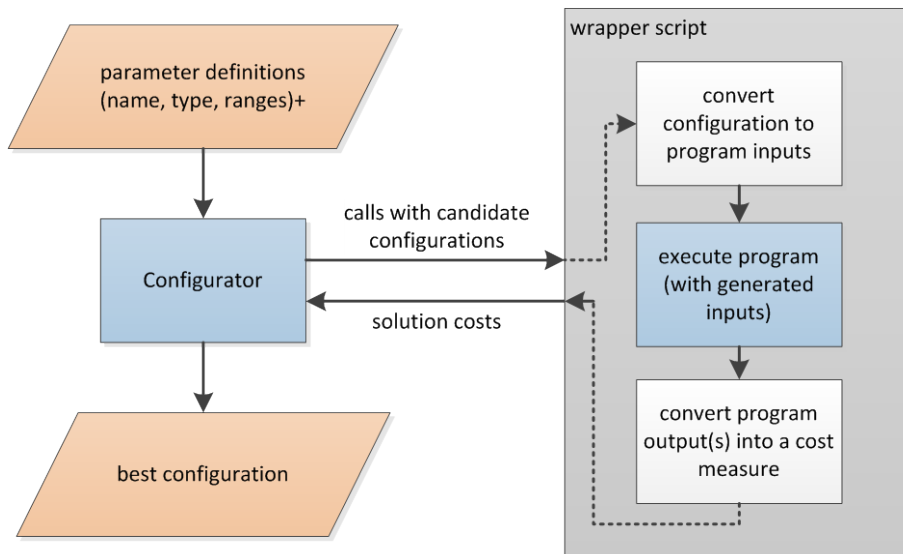 parameter definitions
(name, type, ranges)+
Configurator
best configuration
calls with candidate
configurations
solution costs
wrapper script
convert
configuration to
program inputs
execute program
(with generated
inputs)
convert program
output(s) into a cost
measure